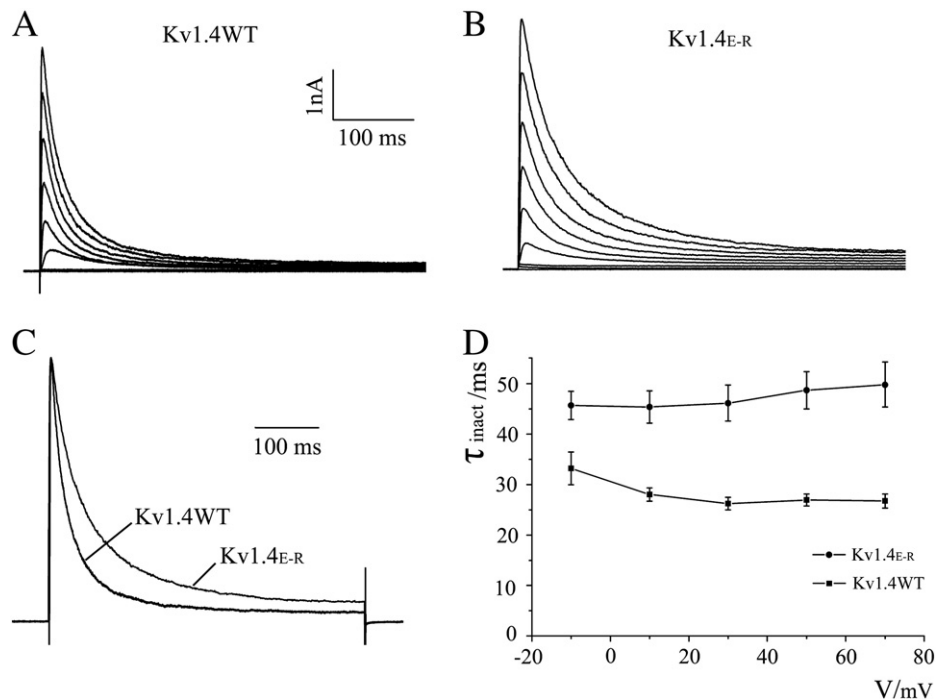 A
Kv1.4WT
1nA
100 ms
B
Kv1.4E-R
C
100 ms
Kv1.4WT
Kv1.4E-R
D
τ inact /ms
50
40
30
20
10
0
-20
0
20
40
60
80
V/mV
Kv1.4E-R
Kv1.4WT